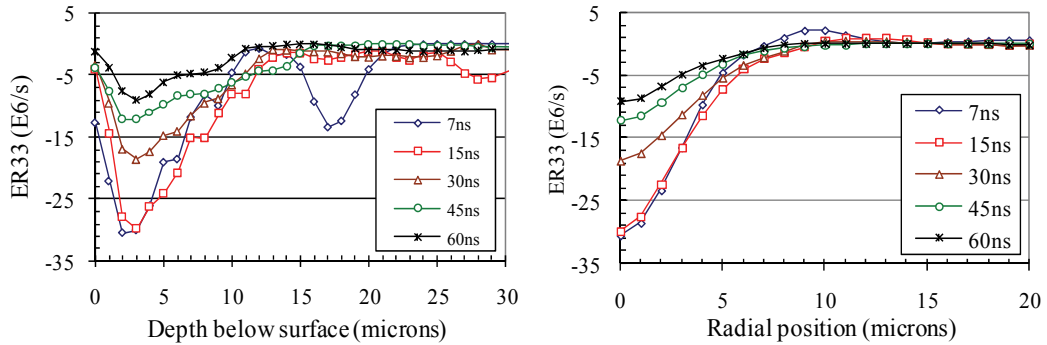 5
-5
-15
-25
-35
ER33 (E6/s)
7ns
15ns
30ns
45ns
60ns
0
5
10
15
20
25
30
Depth below surface (microns)
5
-5
-15
-25
-35
ER33 (E6/s)
7ns
15ns
30ns
45ns
60ns
0
5
10
15
20
Radial position (microns)